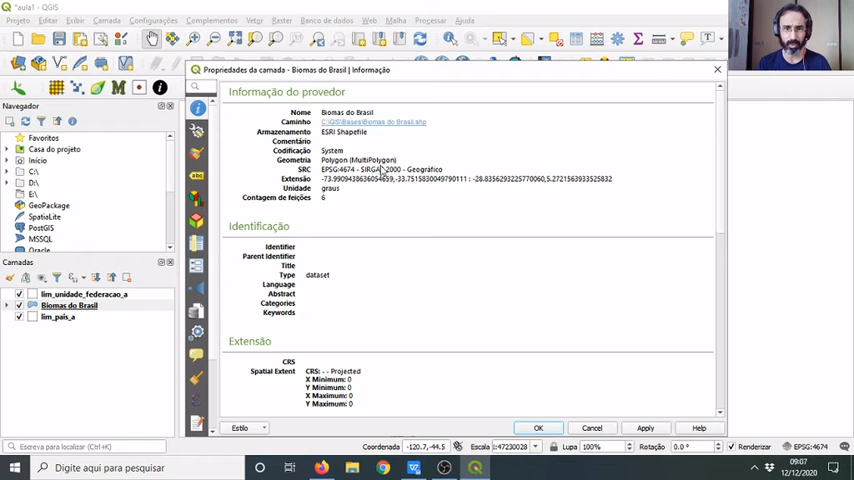 *aula1 - QGIS
Projeto Editar Exibir Camada Configurações Complementos Vetor Raster Banco de dados Web Malha Processar Ajuda
Propriedades da camada - Biomas do Brasil | Informação
Navegador
Favoritos
Casa do projeto
Início
C:\
D:\
E:\
GeoPackage
SpatiaLite
PostGIS
MSSQL
Oracle
Camadas
lim_unidade_federacao_a
Biomas do Brasil
lim_pais_a
Informação do provedor
Nome Biomas do Brasil
Caminho C:\GIS\Bases\Biomas do Brasil.shp
Armazenamento ESRI Shapefile
Comentário
Codificação System
Geometria Polygon (MultiPolygon)
SRC EPSG:4674 - SIRGAS 2000 - Geográfico
Extensão -73.9909438636054659,-33.7515830049790111 : -28.8356293225770060,5.2721563933525832
Unidade graus
Contagem de feições 6
Identificação
Identifier
Parent Identifier
Title
Type dataset
Language
Abstract
Categories
Keywords
Extensão
CRS
Spatial Extent CRS: - - Projected
X Minimum: 0
Y Minimum: 0
X Maximum: 0
Y Maximum: 0
Estilo OK Cancel Apply Help
Escreva para localizar (Ctrl+K) Coordenada -120.7,-44.5 Escala 1:47230028 Lupa 100% Rotação 0.0 ° Renderizar EPSG:4674
Digite aqui para pesquisar
09:07
12/12/2020